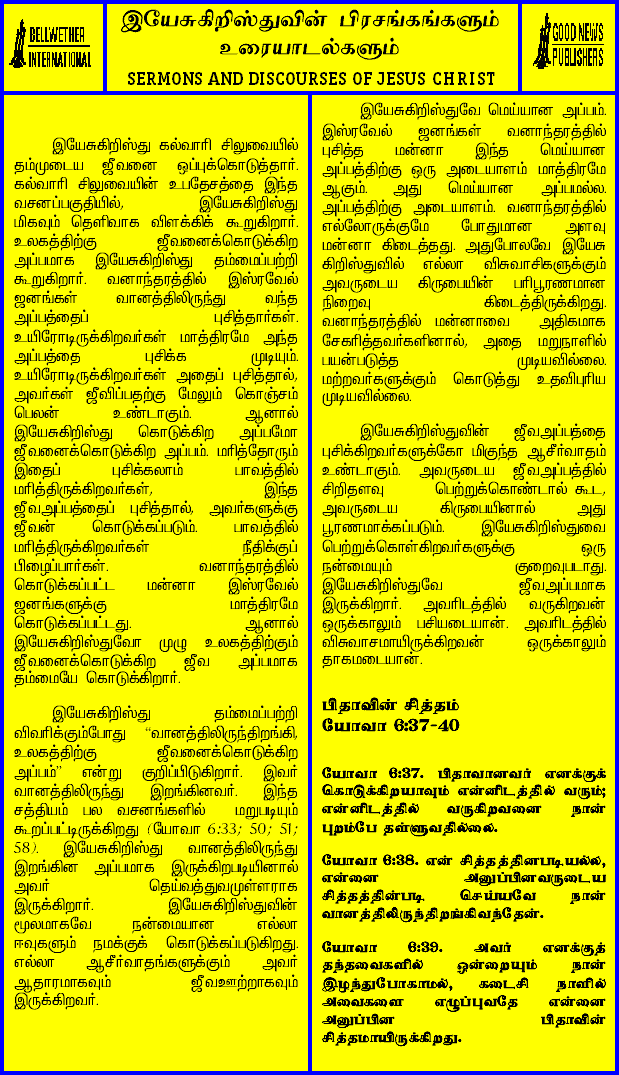 BELLWETHER
INTERNATIONAL
இயேசுகிறிஸ்துவின் பிரசங்கங்களும்
உரையாடல்களும்
SERMONS AND DISCOURSES OF JESUS CHRIST
GOOD NEWS
PUBLISHERS
இயேசுகிறிஸ்து கல்வாரி சிலுவையில்
தம்முடைய ஜீவனை ஒப்புக்கொடுத்தார்.
கல்வாரி சிலுவையின் உபதேசத்தை இந்த
வசனப்பகுதியில், இயேசுகிறிஸ்து
மிகவும் தெளிவாக விளக்கிக் கூறுகிறார்.
உலகத்திற்கு ஜீவனைக்கொடுக்கிற
அப்பமாக இயேசுகிறிஸ்து தம்மைப்பற்றி
கூறுகிறார். வனாந்தரத்தில் இஸ்ரவேல்
ஜனங்கள் வானத்திலிருந்து வந்த
அப்பத்தைப் புசித்தார்கள்.
உயிரோடிருக்கிறவர்கள் மாத்திரமே அந்த
அப்பத்தை புசிக்க முடியும்.
உயிரோடிருக்கிறவர்கள் அதைப் புசித்தால்,
அவர்கள் ஜீவிப்பதற்கு மேலும் கொஞ்சம்
பெலன் உண்டாகும். ஆனால்
இயேசுகிறிஸ்து கொடுக்கிற அப்பமோ
ஜீவனைக்கொடுக்கிற அப்பம். மரித்தோரும்
இதைப் புசிக்கலாம் பாவத்தில்
மரித்திருக்கிறவர்கள், இந்த
ஜீவஅப்பத்தைப் புசித்தால், அவர்களுக்கு
ஜீவன் கொடுக்கப்படும். பாவத்தில்
மரித்திருக்கிறவர்கள் நீதிக்குப்
பிழைப்பார்கள். வனாந்தரத்தில்
கொடுக்கப்பட்ட மன்னா இஸ்ரவேல்
ஜனங்களுக்கு மாத்திரமே
கொடுக்கப்பட்டது. ஆனால்
இயேசுகிறிஸ்துவோ முழு உலகத்திற்கும்
ஜீவனைக்கொடுக்கிற ஜீவ அப்பமாக
தம்மையே கொடுக்கிறார்.
இயேசுகிறிஸ்து தம்மைப்பற்றி
விவரிக்கும்போது “வானத்திலிருந்திறங்கி,
உலகத்திற்கு ஜீவனைக்கொடுக்கிற
அப்பம்” என்று குறிப்பிடுகிறார். இவர்
வானத்திலிருந்து இறங்கினவர். இந்த
சத்தியம் பல வசனங்களில் மறுபடியும்
கூறப்பட்டிருக்கிறது (யோவா 6:33; 50; 51;
58). இயேசுகிறிஸ்து வானத்திலிருந்து
இறங்கின அப்பமாக இருக்கிறபடியினால்
அவர் தெய்வத்துவமுள்ளராக
இருக்கிறார். இயேசுகிறிஸ்துவின்
மூலமாகவே நன்மையான எல்லா
ஈவுகளும் நமக்குக் கொடுக்கப்படுகிறது.
எல்லா ஆசீர்வாதங்களுக்கும் அவர்
ஆதாரமாகவும் ஜீவஊற்றாகவும்
இருக்கிறவர்.
இயேசுகிறிஸ்துவே மெய்யான அப்பம்.
இஸ்ரவேல் ஜனங்கள் வனாந்தரத்தில்
புசித்த மன்னா இந்த மெய்யான
அப்பத்திற்கு ஒரு அடையாளம் மாத்திரமே
ஆகும். அது மெய்யான அப்பமல்ல.
அப்பத்திற்கு அடையாளம். வனாந்தரத்தில்
எல்லோருக்குமே போதுமான அளவு
மன்னா கிடைத்தது. அதுபோலவே இயேசு
கிறிஸ்துவில் எல்லா விசுவாசிகளுக்கும்
அவருடைய கிருபையின் பரிபூரணமான
நிறைவு கிடைத்திருக்கிறது.
வனாந்தரத்தில் மன்னாவை அதிகமாக
சேகரித்தவர்களினால், அதை மறுநாளில்
பயன்படுத்த முடியவில்லை.
மற்றவர்களுக்கும் கொடுத்து உதவிபுரிய
முடியவில்லை.
இயேசுகிறிஸ்துவின் ஜீவஅப்பத்தை
புசிக்கிறவர்களுக்கோ மிகுந்த ஆசீர்வாதம்
உண்டாகும். அவருடைய ஜீவஅப்பத்தில்
சிறிதளவு பெற்றுக்கொண்டால் கூட,
அவருடைய கிருபையினால் அது
பூரணமாக்கப்படும். இயேசுகிறிஸ்துவை
பெற்றுக்கொள்கிறவர்களுக்கு ஒரு
நன்மையும் குறைவுபடாது.
இயேசுகிறிஸ்துவே ஜீவஅப்பமாக
இருக்கிறார். அவரிடத்தில் வருகிறவன்
ஒருக்காலும் பசியடையான். அவரிடத்தில்
விசுவாசமாயிருக்கிறவன் ஒருக்காலும்
தாகமடையான்.
பிதாவின் சித்தம்
யோவா 6:37-40
யோவா 6:37. பிதாவானவர் எனக்குக்
கொடுக்கிறயாவும் என்னிடத்தில் வரும்;
என்னிடத்தில் வருகிறவனை நான்
புறம்பே தள்ளுவதில்லை.
யோவா 6:38. என் சித்தத்தினபடியல்ல,
என்னை அனுப்பினவருடைய
சித்தத்தின்படி செய்யவே நான்
வானத்திலிருந்திறங்கிவந்தேன்.
யோவா 6:39. அவர் எனக்குத்
தந்தவைகளில் ஒன்றையும் நான்
இழந்துபோகாமல், கடைசி நாளில்
அவைகளை எழுப்புவதே என்னை
அனுப்பின பிதாவின்
சித்தமாயிருக்கிறது.